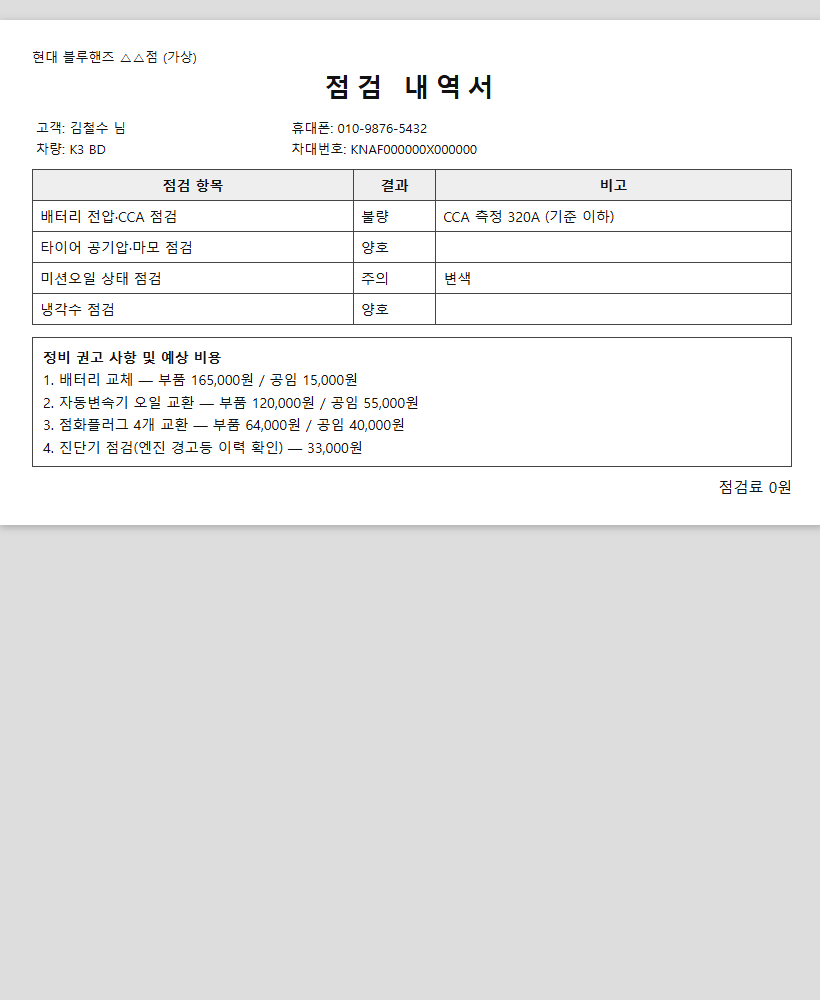 현대 블루핸즈 △△점 (가상)
점검 내역서
고객: 김철수 님 휴대폰: 010-9876-5432
차량: K3 BD 차대번호: KNAF000000X000000
점검 항목 결과 비고
배터리 전압·CCA 점검 불량 CCA 측정 320A (기준 이하)
타이어 공기압·마모 점검 양호
미션오일 상태 점검 주의 변색
냉각수 점검 양호
정비 권고 사항 및 예상 비용
1. 배터리 교체 — 부품 165,000원 / 공임 15,000원
2. 자동변속기 오일 교환 — 부품 120,000원 / 공임 55,000원
3. 점화플러그 4개 교환 — 부품 64,000원 / 공임 40,000원
4. 진단기 점검(엔진 경고등 이력 확인) — 33,000원
점검료 0원